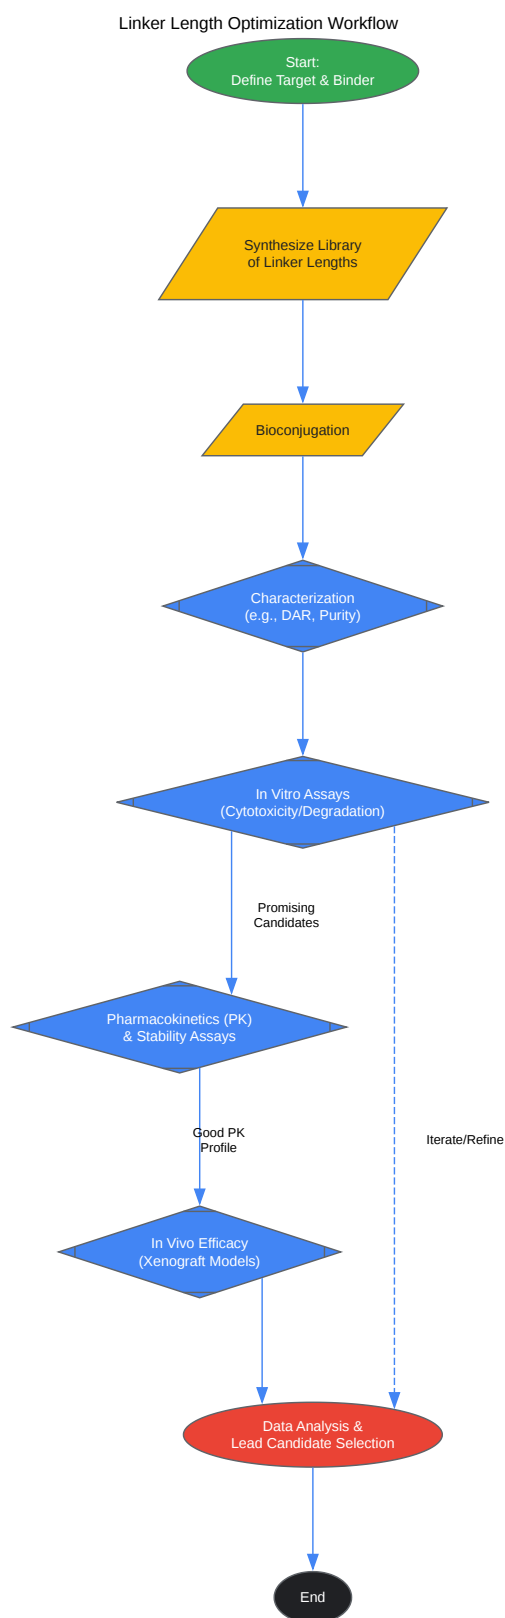 Linker Length Optimization Workflow
Start:
Define Target & Binder
Synthesize Library
of Linker Lengths
Bioconjugation
Characterization
(e.g., DAR, Purity)
In Vitro Assays
(Cytotoxicity/Degradation)
Promising
Candidates
Pharmacokinetics (PK)
& Stability Assays
Good PK
Profile
Iterate/Refine
In Vivo Efficacy
(Xenograft Models)
Data Analysis &
Lead Candidate Selection
End